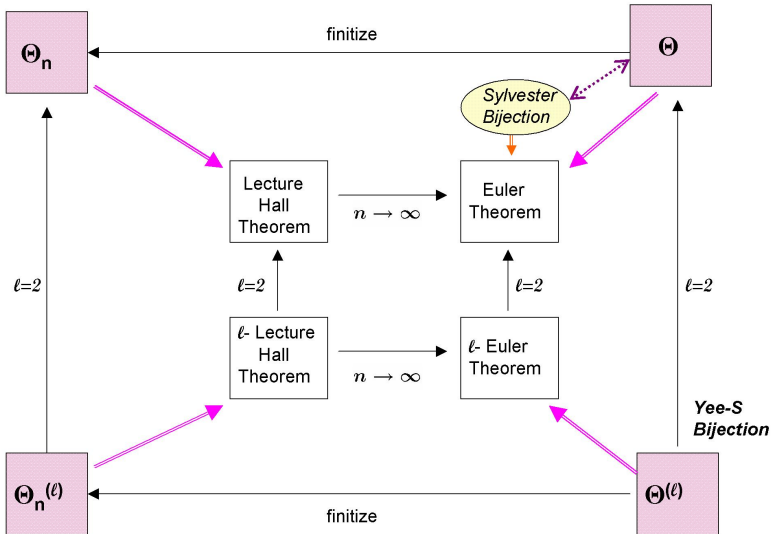 finitize
Θn
Θ
Sylvester
Bijection
Lecture
Hall
Theorem
n → ∞
Euler
Theorem
ℓ=2
ℓ=2
ℓ=2
ℓ=2
ℓ- Lecture
Hall
Theorem
n → ∞
ℓ- Euler
Theorem
Yee-S
Bijection
Θn(ℓ)
Θ(ℓ)
finitize